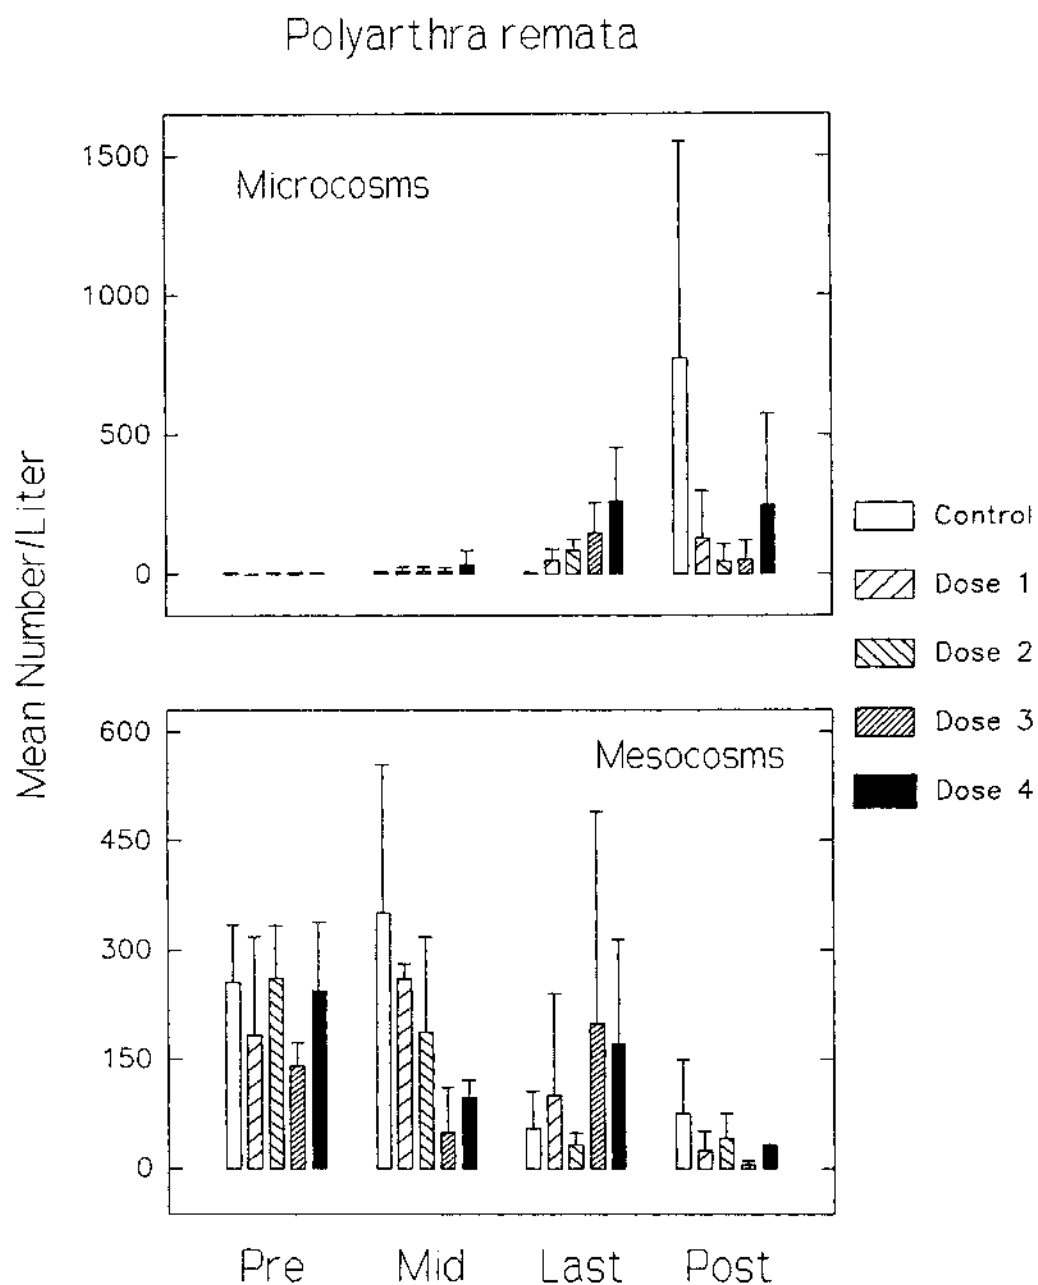 Polyarthra remata
Microcosms
1500
1000
500
0
Mean Number/Liter
Control
Dose 1
Dose 2
Dose 3
Dose 4
Mesocosms
600
450
300
150
0
Pre Mid Last Post